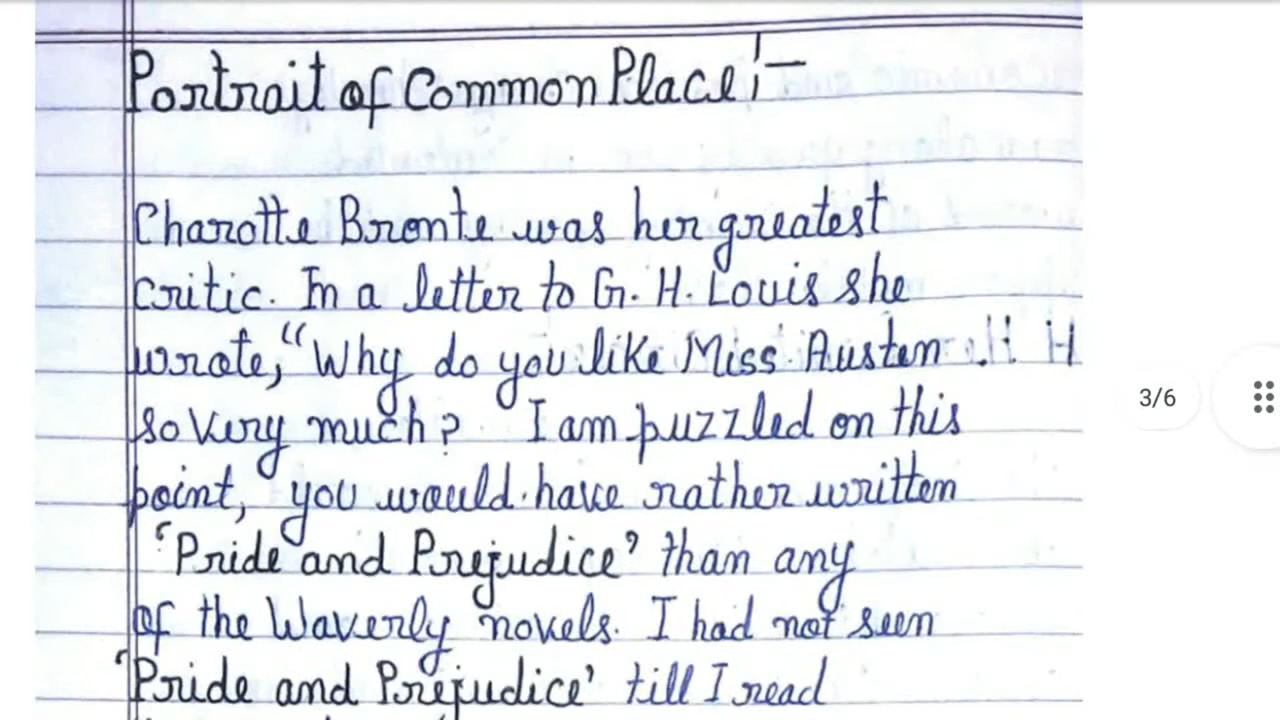 Portrait of Common Place :-
Charotte Bronte was her greatest
critic. In a letter to G. H. Louis she
wrote, "Why do you like Miss Austen
so very much? I am puzzled on this
point, you would have rather written
'Pride and Prejudice' than any
of the Waverly novels. I had not seen
'Pride and Prejudice' till I read
3/6